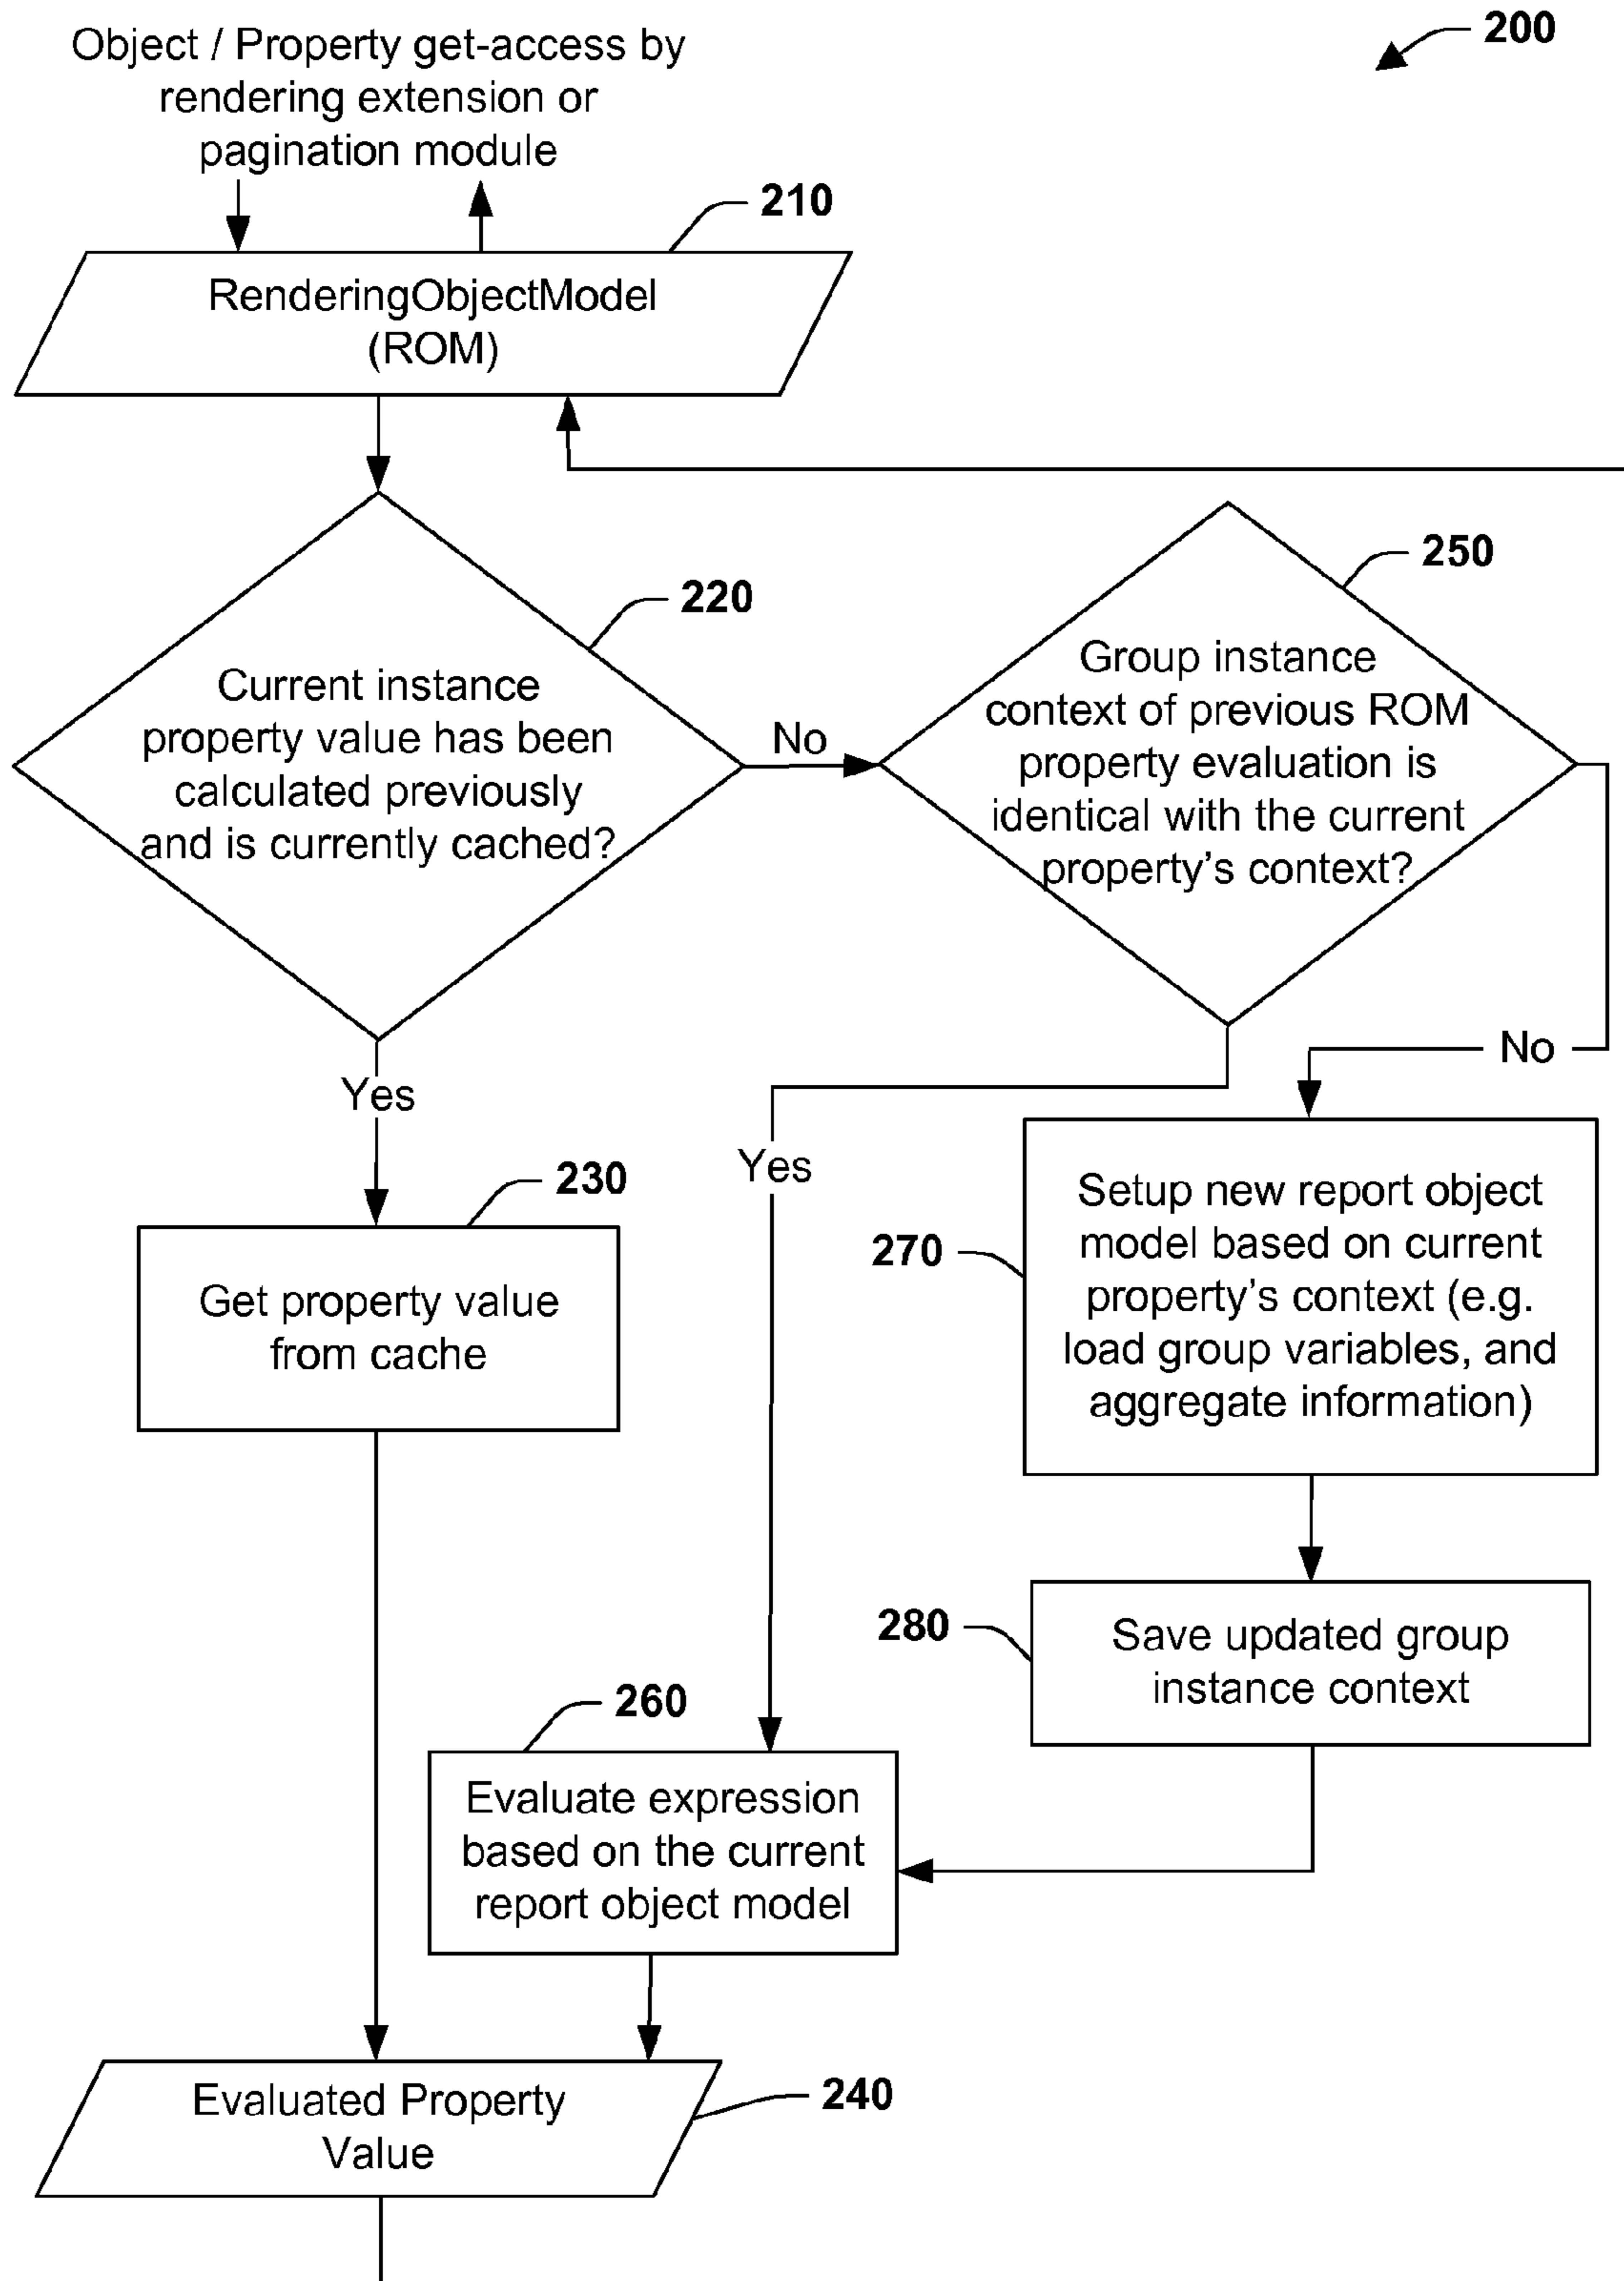 200
Object / Property get-access by
rendering extension or
pagination module
210
RenderingObjectModel
(ROM)
220
Current instance
property value has been
calculated previously
and is currently cached?
No
250
Group instance
context of previous ROM
property evaluation is
identical with the current
property's context?
Yes
No
Yes
230
Get property value
from cache
270
Setup new report object
model based on current
property's context (e.g.
load group variables, and
aggregate information)
280
Save updated group
instance context
260
Evaluate expression
based on the current
report object model
240
Evaluated Property
Value